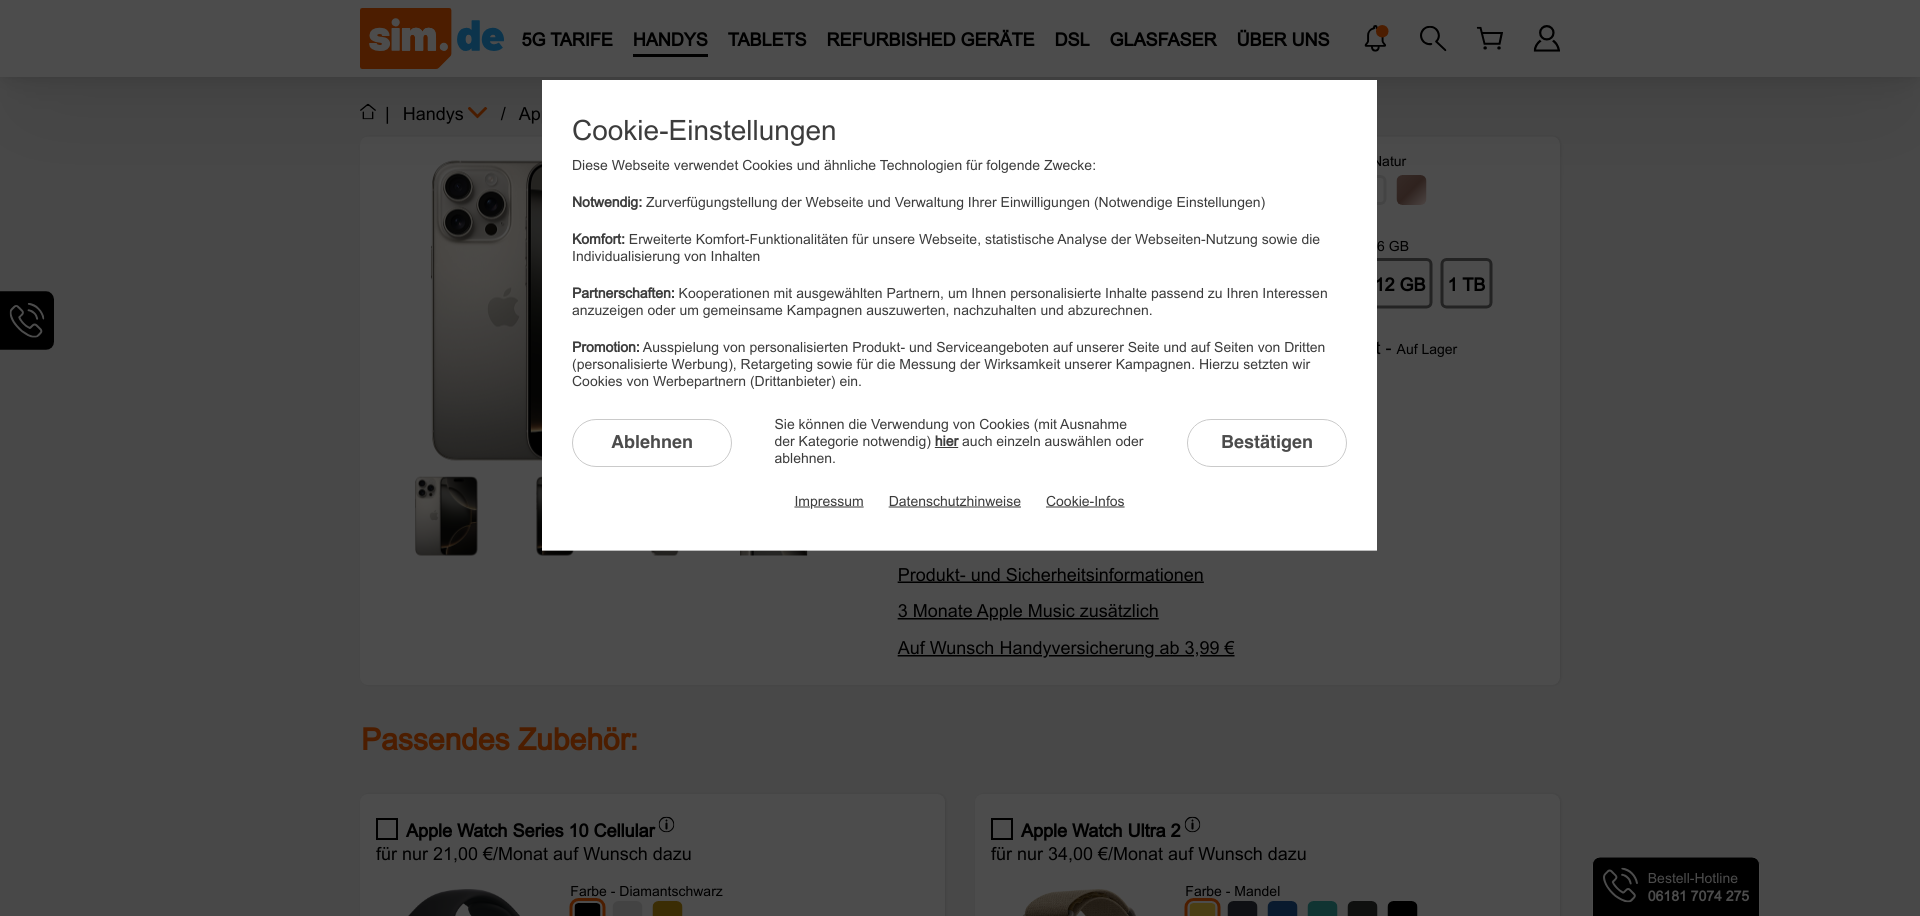 sim.de
5G TARIFE
HANDYS
TABLETS
REFURBISHED GERÄTE
DSL
GLASFASER
ÜBER UNS
| Handys / Ap
Cookie-Einstellungen
Diese Webseite verwendet Cookies und ähnliche Technologien für folgende Zwecke:
Notwendig: Zurverfügungstellung der Webseite und Verwaltung Ihrer Einwilligungen (Notwendige Einstellungen)
Komfort: Erweiterte Komfort-Funktionalitäten für unsere Webseite, statistische Analyse der Webseiten-Nutzung sowie die
Individualisierung von Inhalten
Partnerschaften: Kooperationen mit ausgewählten Partnern, um Ihnen personalisierte Inhalte passend zu Ihren Interessen
anzuzeigen oder um gemeinsame Kampagnen auszuwerten, nachzuhalten und abzurechnen.
Promotion: Ausspielung von personalisierten Produkt- und Serviceangeboten auf unserer Seite und auf Seiten von Dritten
(personalisierte Werbung), Retargeting sowie für die Messung der Wirksamkeit unserer Kampagnen. Hierzu setzten wir
Cookies von Werbepartnern (Drittanbieter) ein.
Ablehnen
Sie können die Verwendung von Cookies (mit Ausnahme
der Kategorie notwendig) hier auch einzeln auswählen oder
ablehnen.
Bestätigen
Impressum
Datenschutzhinweise
Cookie-Infos
Natur
6 GB
12 GB
1 TB
t - Auf Lager
Produkt- und Sicherheitsinformationen
3 Monate Apple Music zusätzlich
Auf Wunsch Handyversicherung ab 3,99 €
Passendes Zubehör:
Apple Watch Series 10 Cellular
für nur 21,00 €/Monat auf Wunsch dazu
Farbe - Diamantschwarz
Apple Watch Ultra 2
für nur 34,00 €/Monat auf Wunsch dazu
Farbe - Mandel
Bestell-Hotline
06181 7074 275